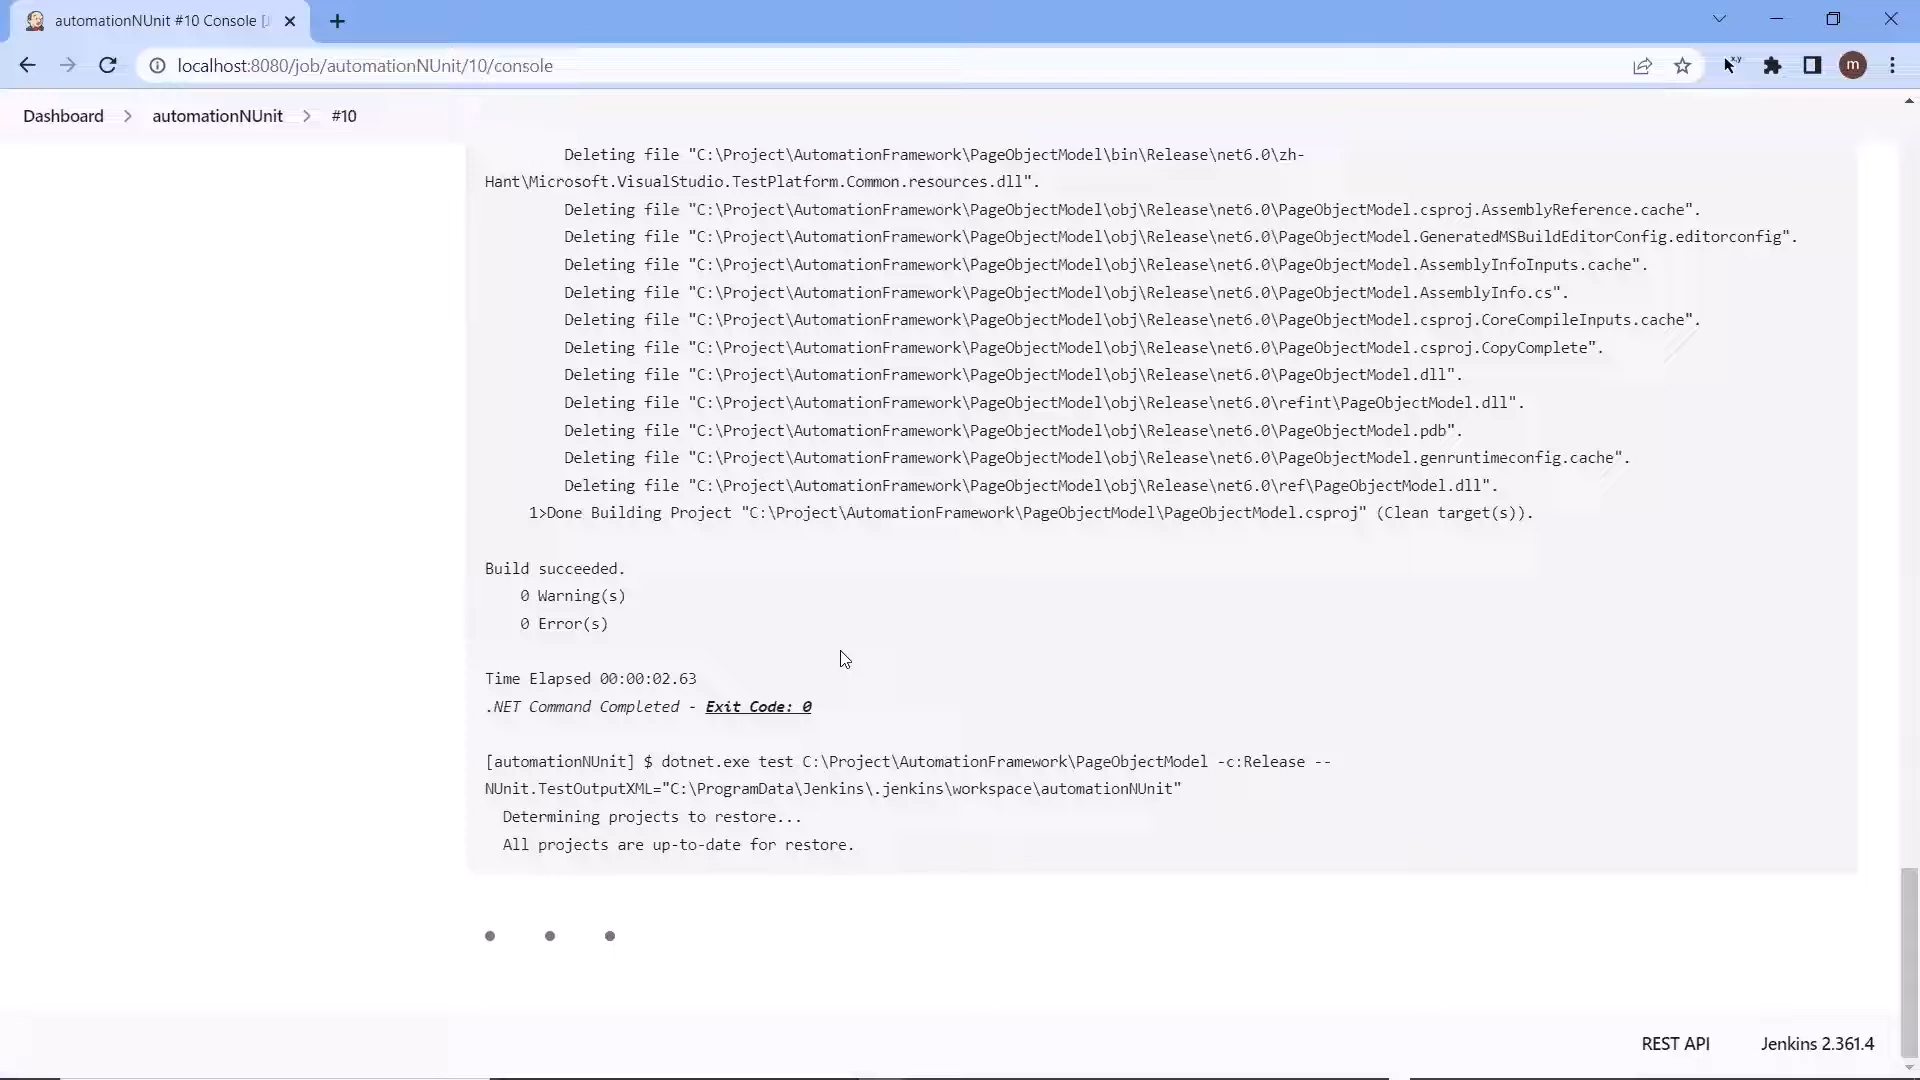 automationNUnit #10 Console [J
localhost:8080/job/automationNUnit/10/console
x,y
m
Dashboard > automationNUnit > #10
Deleting file "C:\Project\AutomationFramework\PageObjectModel\bin\Release\net6.0\zh-
Hant\Microsoft.VisualStudio.TestPlatform.Common.resources.dll".
Deleting file "C:\Project\AutomationFramework\PageObjectModel\obj\Release\net6.0\PageObjectModel.csproj.AssemblyReference.cache".
Deleting file "C:\Project\AutomationFramework\PageObjectModel\obj\Release\net6.0\PageObjectModel.GeneratedMSBuildEditorConfig.editorconfig".
Deleting file "C:\Project\AutomationFramework\PageObjectModel\obj\Release\net6.0\PageObjectModel.AssemblyInfoInputs.cache".
Deleting file "C:\Project\AutomationFramework\PageObjectModel\obj\Release\net6.0\PageObjectModel.AssemblyInfo.cs".
Deleting file "C:\Project\AutomationFramework\PageObjectModel\obj\Release\net6.0\PageObjectModel.csproj.CoreCompileInputs.cache".
Deleting file "C:\Project\AutomationFramework\PageObjectModel\obj\Release\net6.0\PageObjectModel.csproj.CopyComplete".
Deleting file "C:\Project\AutomationFramework\PageObjectModel\obj\Release\net6.0\PageObjectModel.dll".
Deleting file "C:\Project\AutomationFramework\PageObjectModel\obj\Release\net6.0\refint\PageObjectModel.dll".
Deleting file "C:\Project\AutomationFramework\PageObjectModel\obj\Release\net6.0\PageObjectModel.pdb".
Deleting file "C:\Project\AutomationFramework\PageObjectModel\obj\Release\net6.0\PageObjectModel.genruntimeconfig.cache".
Deleting file "C:\Project\AutomationFramework\PageObjectModel\obj\Release\net6.0\ref\PageObjectModel.dll".
1>Done Building Project "C:\Project\AutomationFramework\PageObjectModel\PageObjectModel.csproj" (Clean target(s)).
Build succeeded.
0 Warning(s)
0 Error(s)
Time Elapsed 00:00:02.63
.NET Command Completed - Exit Code: 0
[automationNUnit] $ dotnet.exe test C:\Project\AutomationFramework\PageObjectModel -c:Release --
NUnit.TestOutputXML="C:\ProgramData\Jenkins\.jenkins\workspace\automationNUnit"
Determining projects to restore...
All projects are up-to-date for restore.
REST API
Jenkins 2.361.4